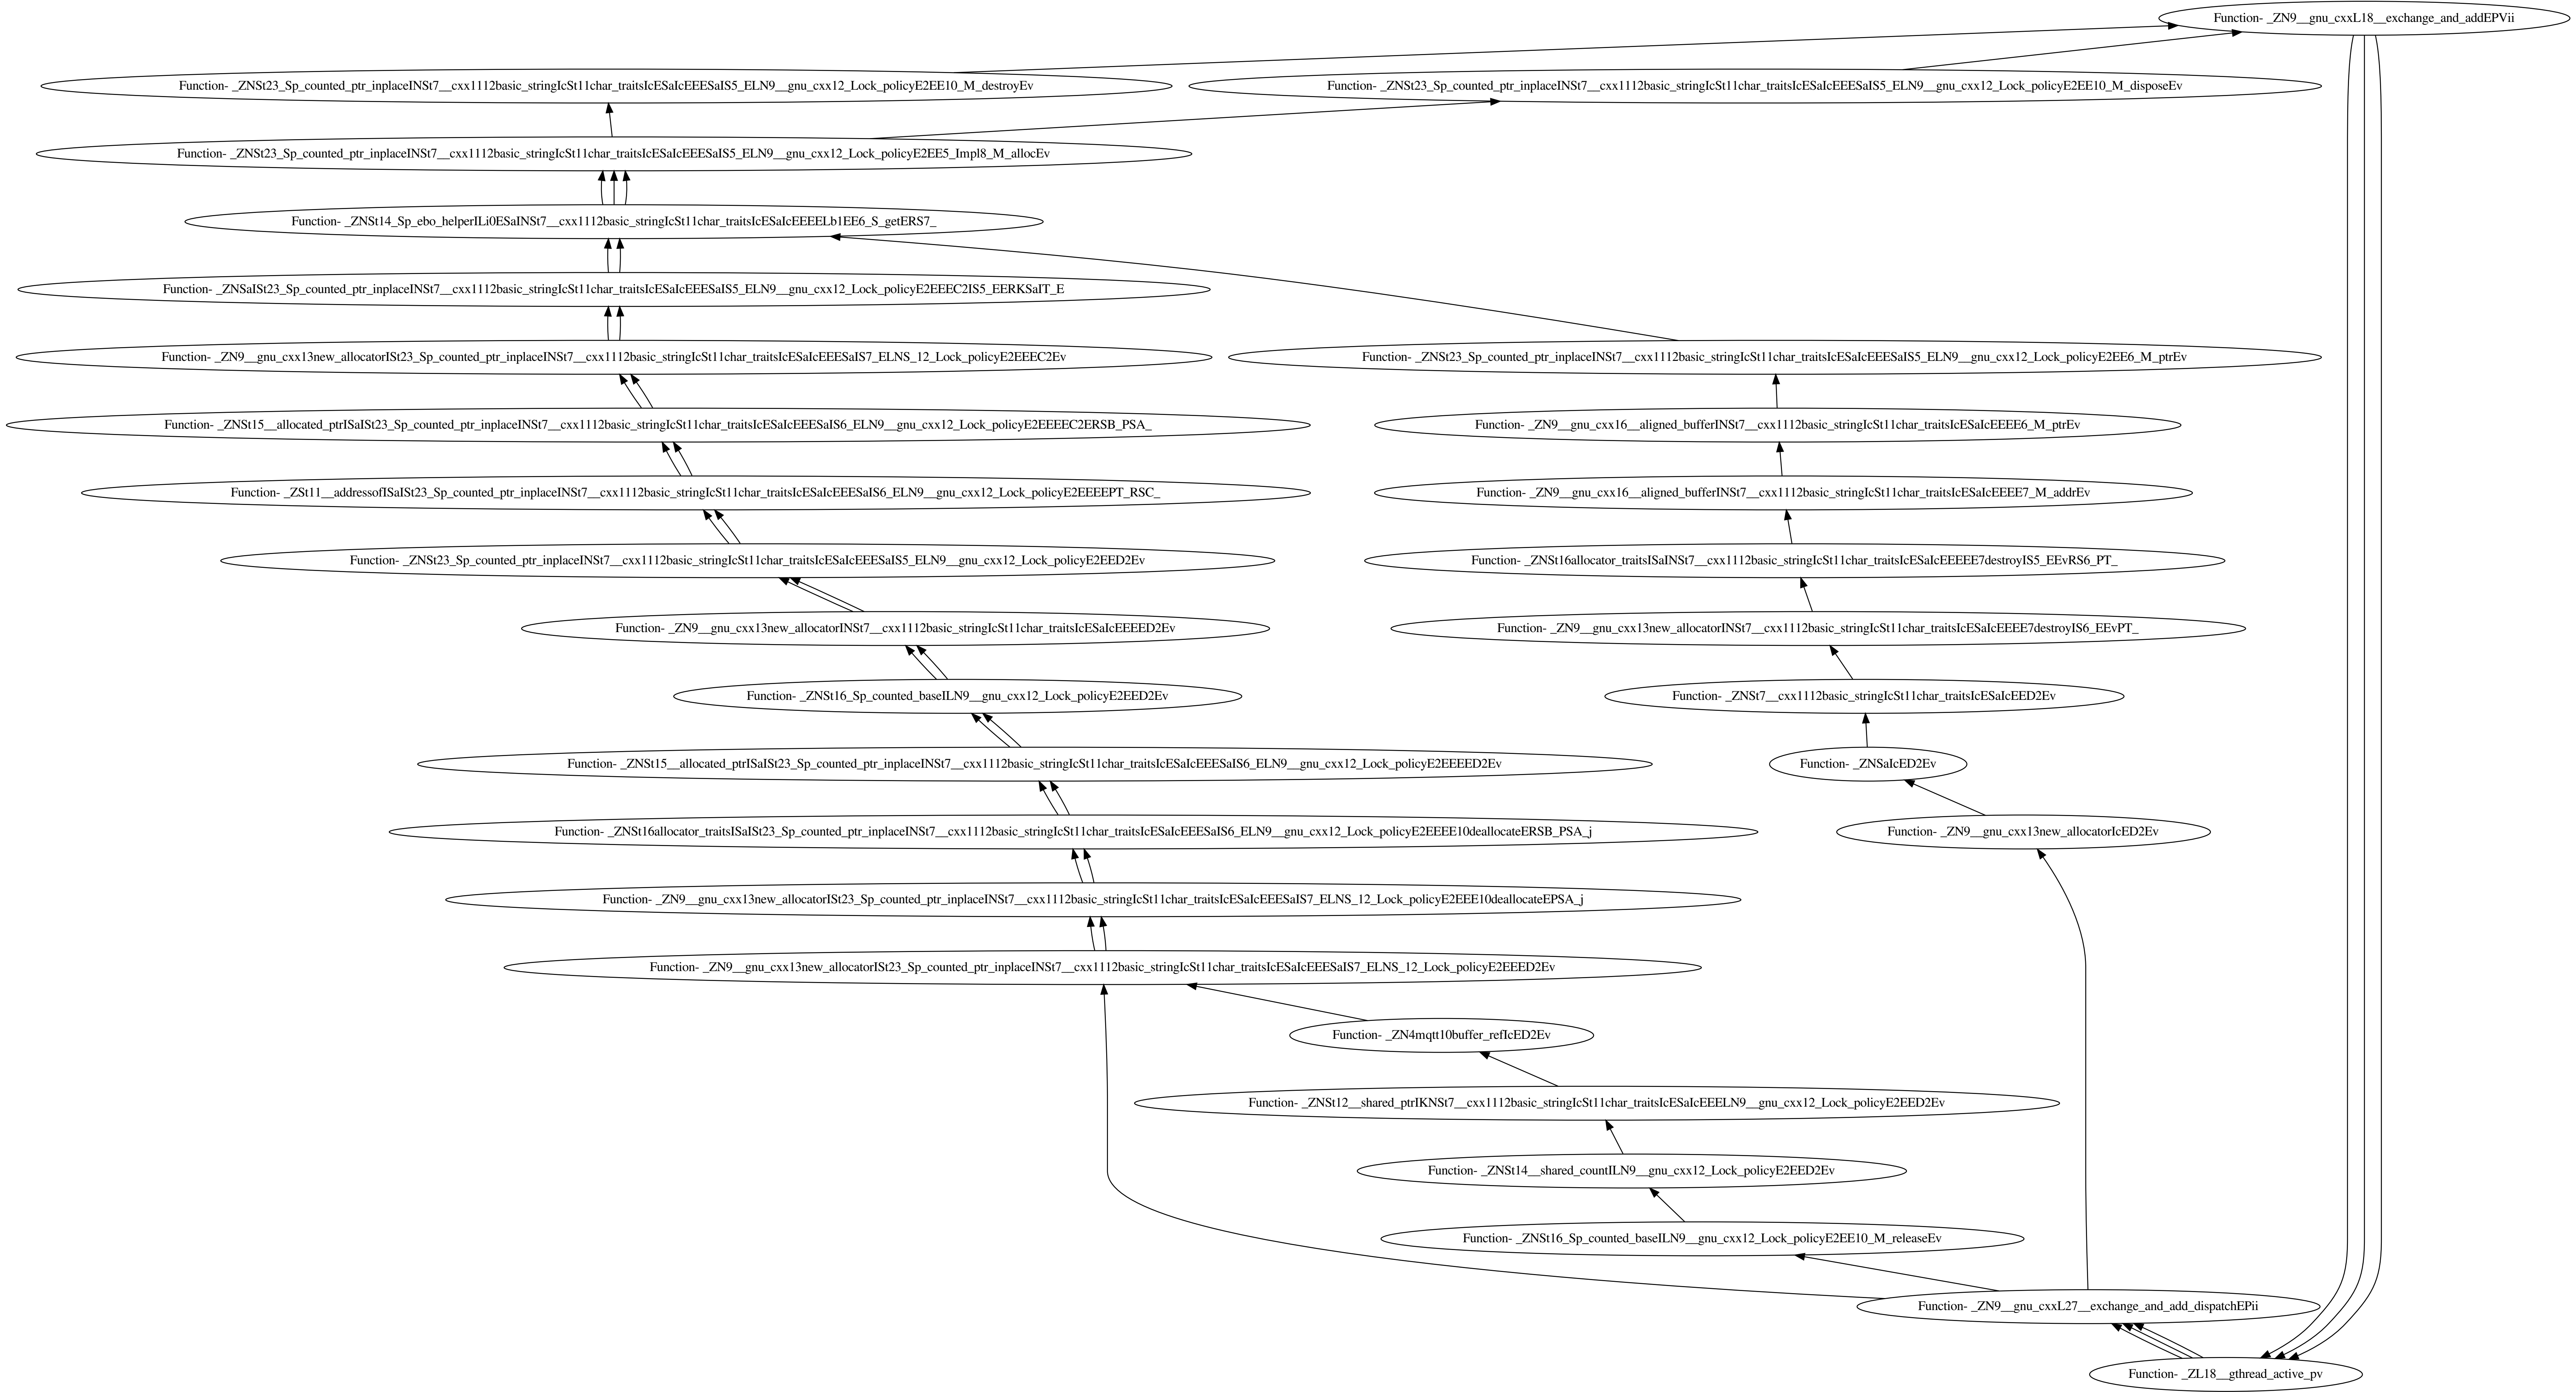 Function- _ZN9__gnu_cxxL18__exchange_and_addEPVii
Function- _ZNSt23_Sp_counted_ptr_inplaceINSt7__cxx1112basic_stringIcSt11char_traitsIcESaIcEEESaIS5_ELN9__gnu_cxx12_Lock_policyE2EE10_M_destroyEv
Function- _ZNSt23_Sp_counted_ptr_inplaceINSt7__cxx1112basic_stringIcSt11char_traitsIcESaIcEEESaIS5_ELN9__gnu_cxx12_Lock_policyE2EE10_M_disposeEv
Function- _ZNSt23_Sp_counted_ptr_inplaceINSt7__cxx1112basic_stringIcSt11char_traitsIcESaIcEEESaIS5_ELN9__gnu_cxx12_Lock_policyE2EE5_Impl8_M_allocEv
Function- _ZNSt14_Sp_ebo_helperILi0ESaINSt7__cxx1112basic_stringIcSt11char_traitsIcESaIcEEEELb1EE6_S_getERS7_
Function- _ZNSaISt23_Sp_counted_ptr_inplaceINSt7__cxx1112basic_stringIcSt11char_traitsIcESaIcEEESaIS5_ELN9__gnu_cxx12_Lock_policyE2EEEC2IS5_EERKSaIT_E
Function- _ZN9__gnu_cxx13new_allocatorISt23_Sp_counted_ptr_inplaceINSt7__cxx1112basic_stringIcSt11char_traitsIcESaIcEEESaIS7_ELNS_12_Lock_policyE2EEEC2Ev
Function- _ZNSt23_Sp_counted_ptr_inplaceINSt7__cxx1112basic_stringIcSt11char_traitsIcESaIcEEESaIS5_ELN9__gnu_cxx12_Lock_policyE2EE6_M_ptrEv
Function- _ZNSt15__allocated_ptrISaISt23_Sp_counted_ptr_inplaceINSt7__cxx1112basic_stringIcSt11char_traitsIcESaIcEEESaIS6_ELN9__gnu_cxx12_Lock_policyE2EEEEC2ERSB_PSA_
Function- _ZN9__gnu_cxx16__aligned_bufferINSt7__cxx1112basic_stringIcSt11char_traitsIcESaIcEEEE6_M_ptrEv
Function- _ZSt11__addressofISaISt23_Sp_counted_ptr_inplaceINSt7__cxx1112basic_stringIcSt11char_traitsIcESaIcEEESaIS6_ELN9__gnu_cxx12_Lock_policyE2EEEEPT_RSC_
Function- _ZN9__gnu_cxx16__aligned_bufferINSt7__cxx1112basic_stringIcSt11char_traitsIcESaIcEEEE7_M_addrEv
Function- _ZNSt23_Sp_counted_ptr_inplaceINSt7__cxx1112basic_stringIcSt11char_traitsIcESaIcEEESaIS5_ELN9__gnu_cxx12_Lock_policyE2EED2Ev
Function- _ZNSt16allocator_traitsISaINSt7__cxx1112basic_stringIcSt11char_traitsIcESaIcEEEEE7destroyIS5_EEvRS6_PT_
Function- _ZN9__gnu_cxx13new_allocatorINSt7__cxx1112basic_stringIcSt11char_traitsIcESaIcEEEED2Ev
Function- _ZN9__gnu_cxx13new_allocatorINSt7__cxx1112basic_stringIcSt11char_traitsIcESaIcEEEE7destroyIS6_EEvPT_
Function- _ZNSt16_Sp_counted_baseILN9__gnu_cxx12_Lock_policyE2EED2Ev
Function- _ZNSt7__cxx1112basic_stringIcSt11char_traitsIcESaIcEED2Ev
Function- _ZNSt15__allocated_ptrISaISt23_Sp_counted_ptr_inplaceINSt7__cxx1112basic_stringIcSt11char_traitsIcESaIcEEESaIS6_ELN9__gnu_cxx12_Lock_policyE2EEEED2Ev
Function- _ZNSaIcED2Ev
Function- _ZNSt16allocator_traitsISaISt23_Sp_counted_ptr_inplaceINSt7__cxx1112basic_stringIcSt11char_traitsIcESaIcEEESaIS6_ELN9__gnu_cxx12_Lock_policyE2EEEE10deallocateERSB_PSA_j
Function- _ZN9__gnu_cxx13new_allocatorIcED2Ev
Function- _ZN9__gnu_cxx13new_allocatorISt23_Sp_counted_ptr_inplaceINSt7__cxx1112basic_stringIcSt11char_traitsIcESaIcEEESaIS7_ELNS_12_Lock_policyE2EEE10deallocateEPSA_j
Function- _ZN9__gnu_cxx13new_allocatorISt23_Sp_counted_ptr_inplaceINSt7__cxx1112basic_stringIcSt11char_traitsIcESaIcEEESaIS7_ELNS_12_Lock_policyE2EEED2Ev
Function- _ZN4mqtt10buffer_refIcED2Ev
Function- _ZNSt12__shared_ptrIKNSt7__cxx1112basic_stringIcSt11char_traitsIcESaIcEEELN9__gnu_cxx12_Lock_policyE2EED2Ev
Function- _ZNSt14__shared_countILN9__gnu_cxx12_Lock_policyE2EED2Ev
Function- _ZNSt16_Sp_counted_baseILN9__gnu_cxx12_Lock_policyE2EE10_M_releaseEv
Function- _ZN9__gnu_cxxL27__exchange_and_add_dispatchEPii
Function- _ZL18__gthread_active_pv